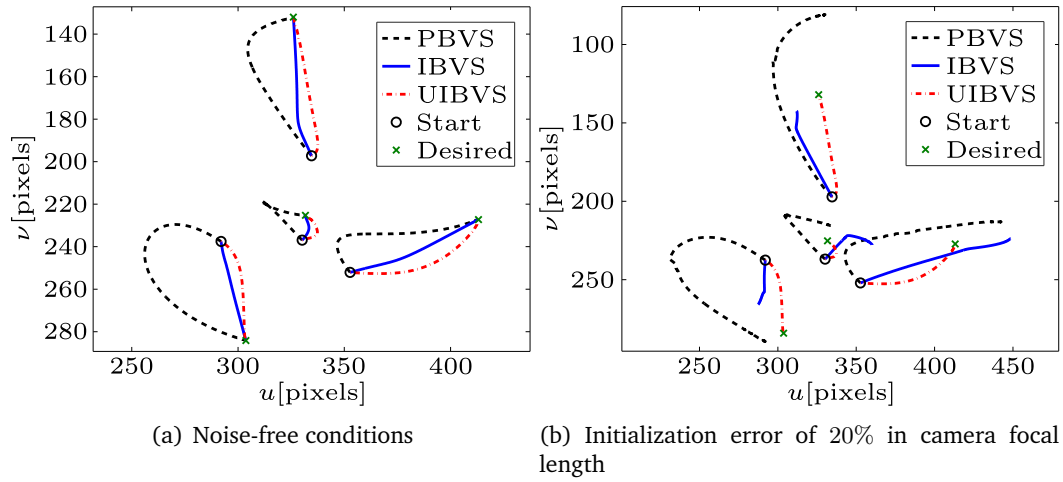 140
160
180
200
220
240
260
280
250 300 350 400
ν[pixels]
u[pixels]
PBVS
IBVS
UIBVS
Start
Desired
(a) Noise-free conditions
100
150
200
250
250 300 350 400 450
ν[pixels]
u[pixels]
PBVS
IBVS
UIBVS
Start
Desired
(b) Initialization error of 20% in camera focal
length